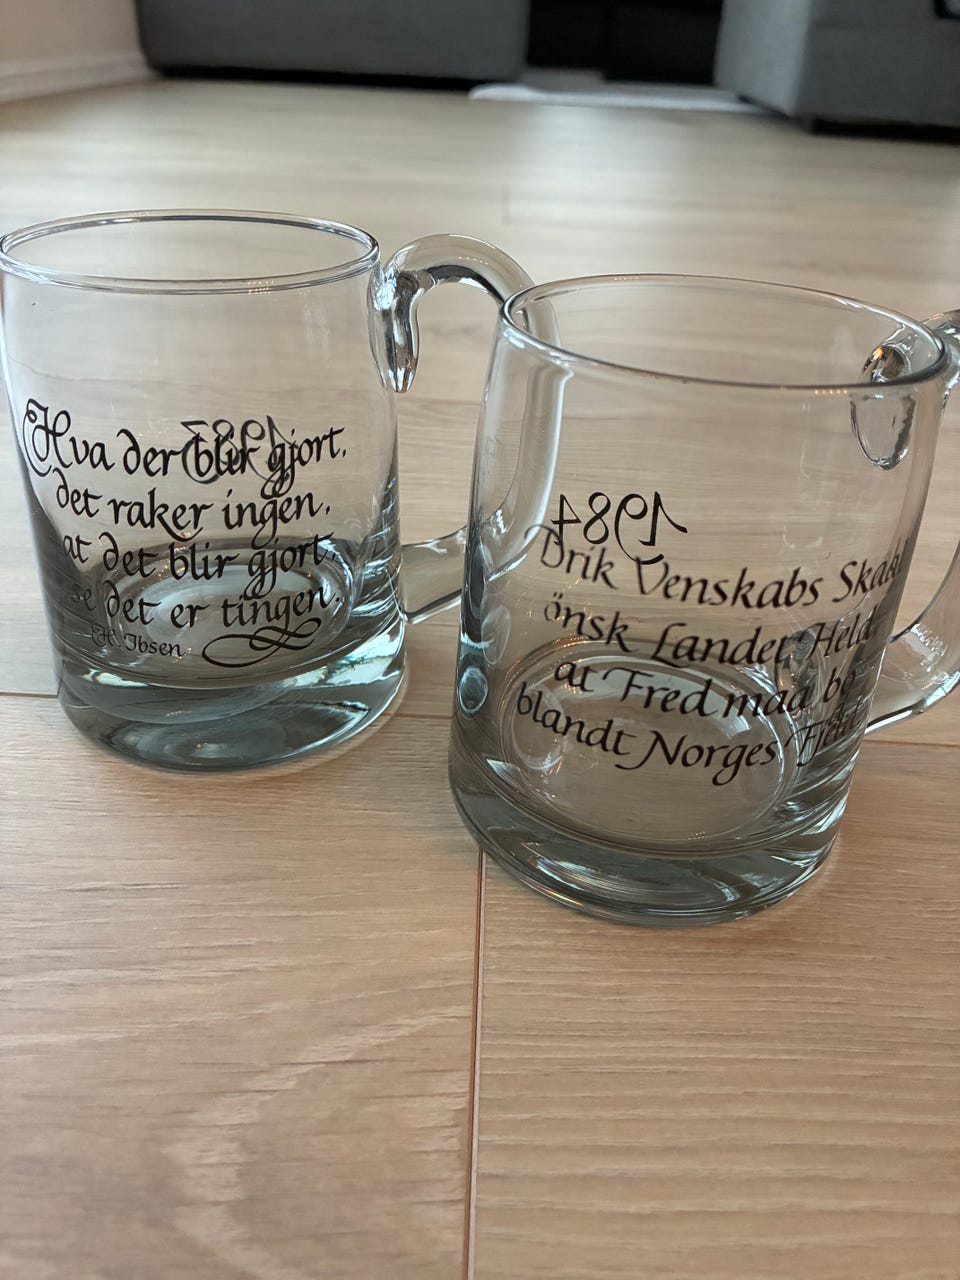 Hva der blir gjort,
det raker ingen,
at det blir gjort,
se det er tingen.
H. Ibsen
1984
Drik Venskabs Skaal
önsk Landet Held
at Fred maa bo
blandt Norges